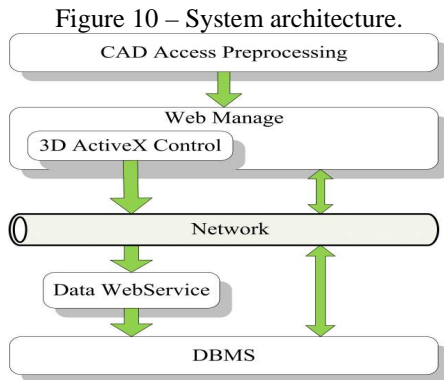 Figure 10 – System architecture.
CAD Access Preprocessing
Web Manage
3D ActiveX Control
Network
Data WebService
DBMS